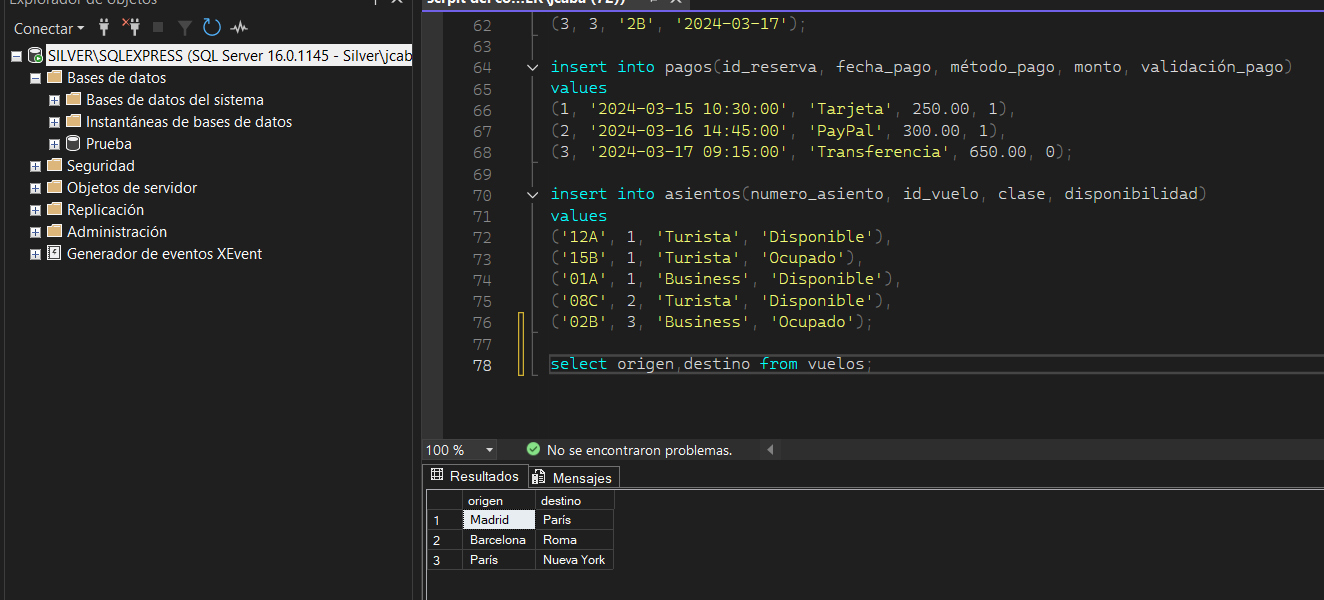 Explorador de objetos
Conectar
SILVER\SQLEXPRESS (SQL Server 16.0.1145 - Silver\jcab
Bases de datos
Bases de datos del sistema
Instantáneas de bases de datos
Prueba
Seguridad
Objetos de servidor
Replicación
Administración
Generador de eventos XEvent
62 (3, 3, '2B', '2024-03-17');
63
64 insert into pagos(id_reserva, fecha_pago, método_pago, monto, validación_pago)
65 values
66 (1, '2024-03-15 10:30:00', 'Tarjeta', 250.00, 1),
67 (2, '2024-03-16 14:45:00', 'PayPal', 300.00, 1),
68 (3, '2024-03-17 09:15:00', 'Transferencia', 650.00, 0);
69
70 insert into asientos(numero_asiento, id_vuelo, clase, disponibilidad)
71 values
72 ('12A', 1, 'Turista', 'Disponible'),
73 ('15B', 1, 'Turista', 'Ocupado'),
74 ('01A', 1, 'Business', 'Disponible'),
75 ('08C', 2, 'Turista', 'Disponible'),
76 ('02B', 3, 'Business', 'Ocupado');
77
78 select origen,destino from vuelos;
100 % No se encontraron problemas.
Resultados Mensajes
origen destino
1 Madrid París
2 Barcelona Roma
3 París Nueva York